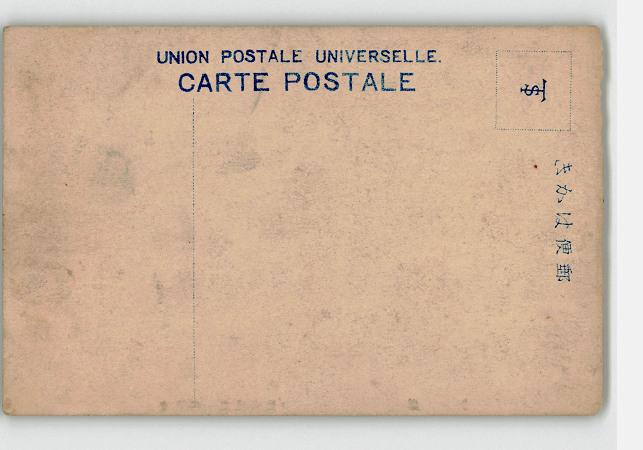 UNION POSTALE UNIVERSELLE.
CARTE POSTALE
郵便はかき